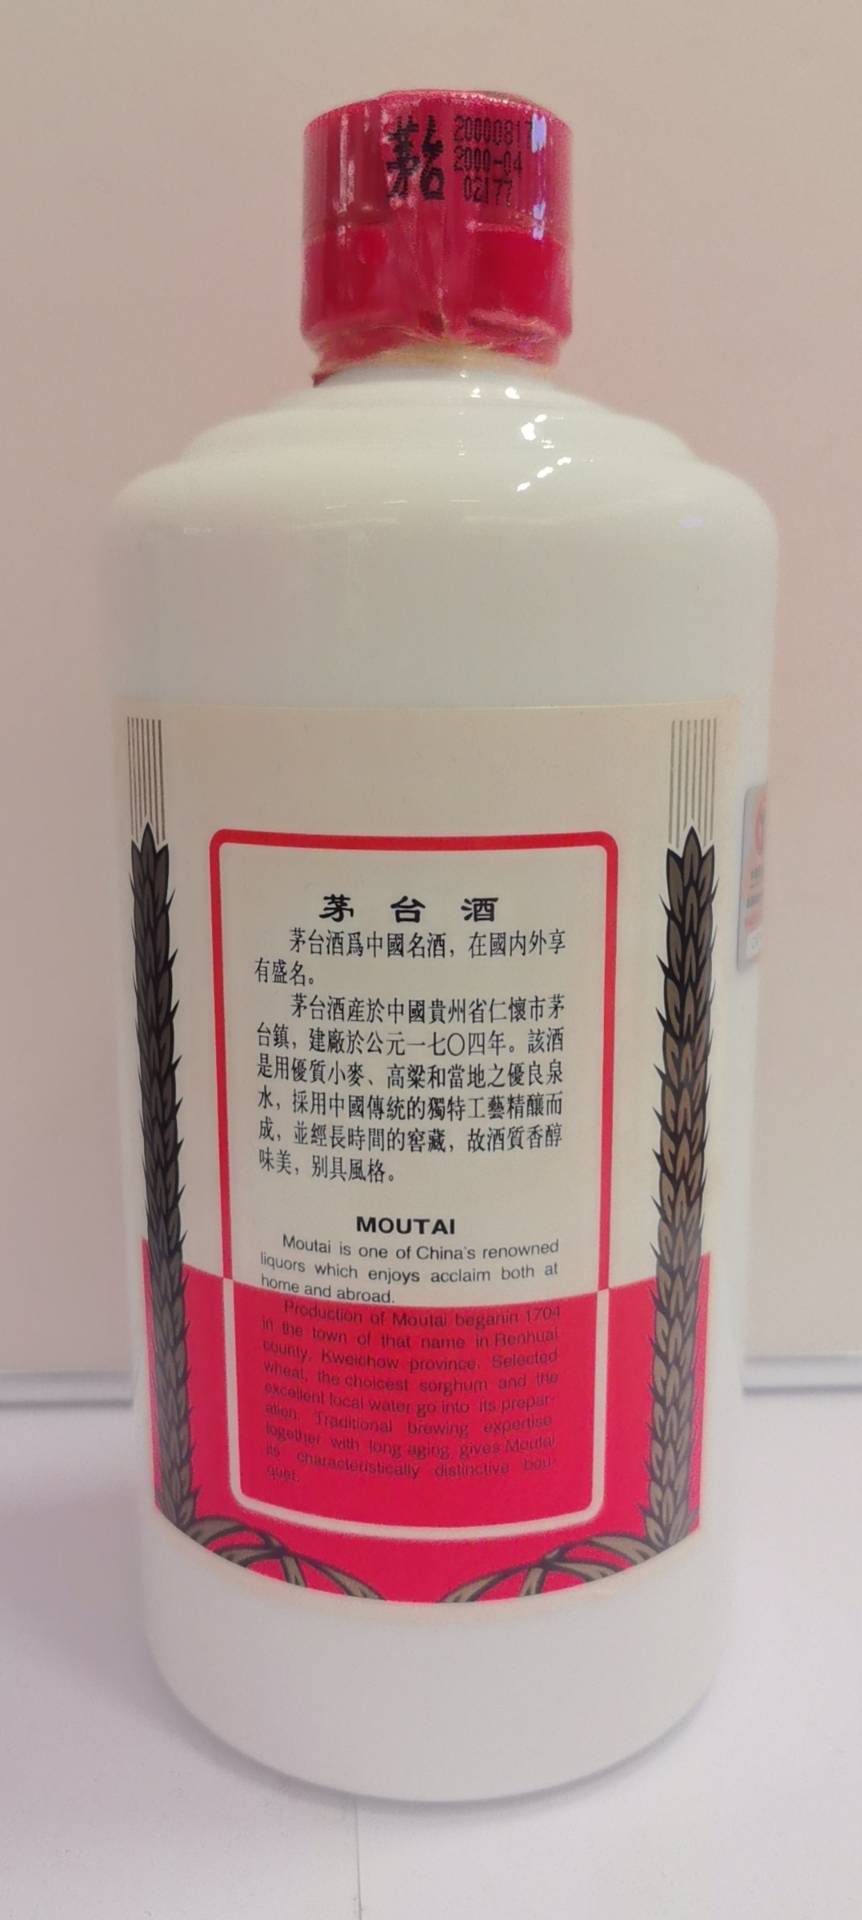 茅台
20000817
2000-04
02177
茅台酒
茅台酒爲中國名酒，在國内外享
有盛名。
茅台酒産於中國貴州省仁懷市茅
台鎮，建廠於公元一七〇四年。該酒
是用優質小麥、高粱和當地之優良泉
水，採用中國傳統的獨特工藝精釀而
成，並經長時間的窖藏，故酒質香醇
味美，别具風格。
MOUTAI
Moutai is one of China's renowned
liquors which enjoys acclaim both at
home and abroad.
Production of Moutai beganin 1704
in the town of that name in Renhuai
county, Kweichow province. Selected
wheat, the choicest sorghum and the
excellent local water go into its prepar-
ation. Traditional brewing expertise
together with long aging gives Moutai
its characteristically distinctive bou-
quet.